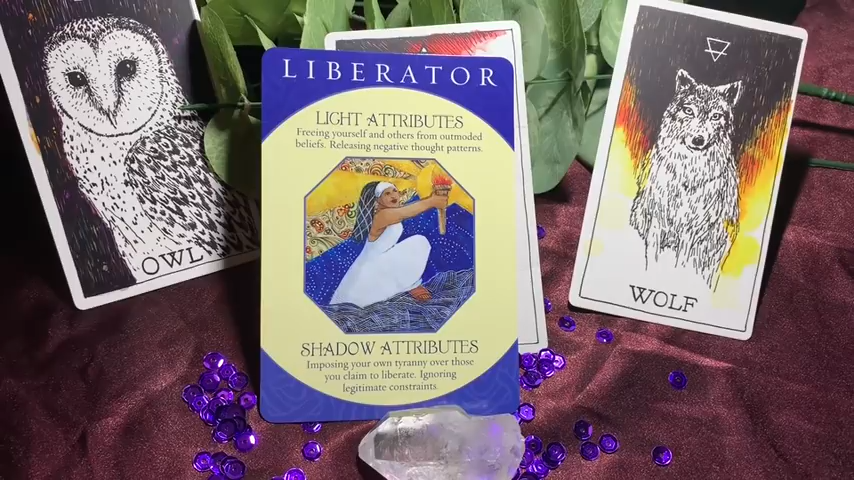 LIBERATOR
LIGHT ATTRIBUTES
Freeing yourself and others from outmoded
beliefs. Releasing negative thought patterns.
SHADOW ATTRIBUTES
Imposing your own tyranny over those
you claim to liberate. Ignoring
legitimate constraints.
OWL
WOLF